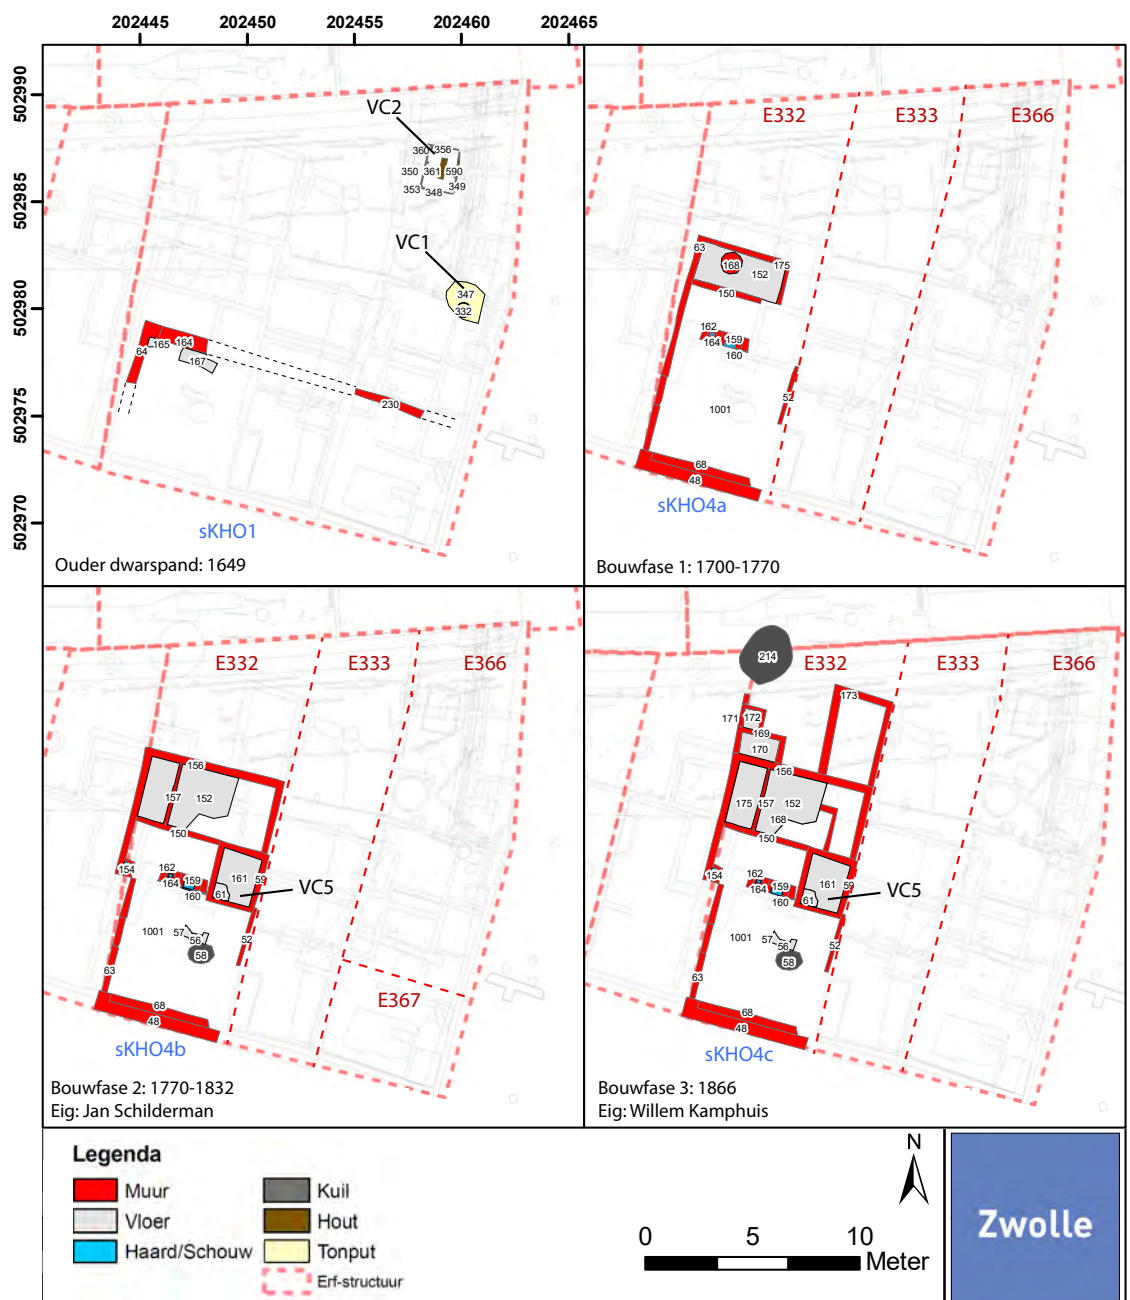 202445 202450 202455 202460 202465
502990
502985
502980
502975
502970
VC2
360 356
350 361 590
353 348 349
VC1
347
332
165 164
64
167
230
sKHO1
Ouder dwarspand: 1649
E332 E333 E366
63
168 175
152
150
162
159
164
160
52
1001
68
48
sKHO4a
Bouwfase 1: 1700-1770
E332 E333 E366
156
157 152
150
154 162
159
164
160
161 59
61
VC5
57
1001 56
52
58
63
68
48
E367
sKHO4b
Bouwfase 2: 1770-1832
Eig: Jan Schilderman
214
E332 E333 E366
173
171 172
169
170
156
175 157 152
168
150
154 162
159
164
160
161 59
61
VC5
57
1001 56
52
58
63
68
48
sKHO4c
Bouwfase 3: 1866
Eig: Willem Kamphuis
Legenda
Muur
Vloer
Haard/Schouw
Kuil
Hout
Tonput
Erf-structuur
N
0 5 10
Meter
Zwolle